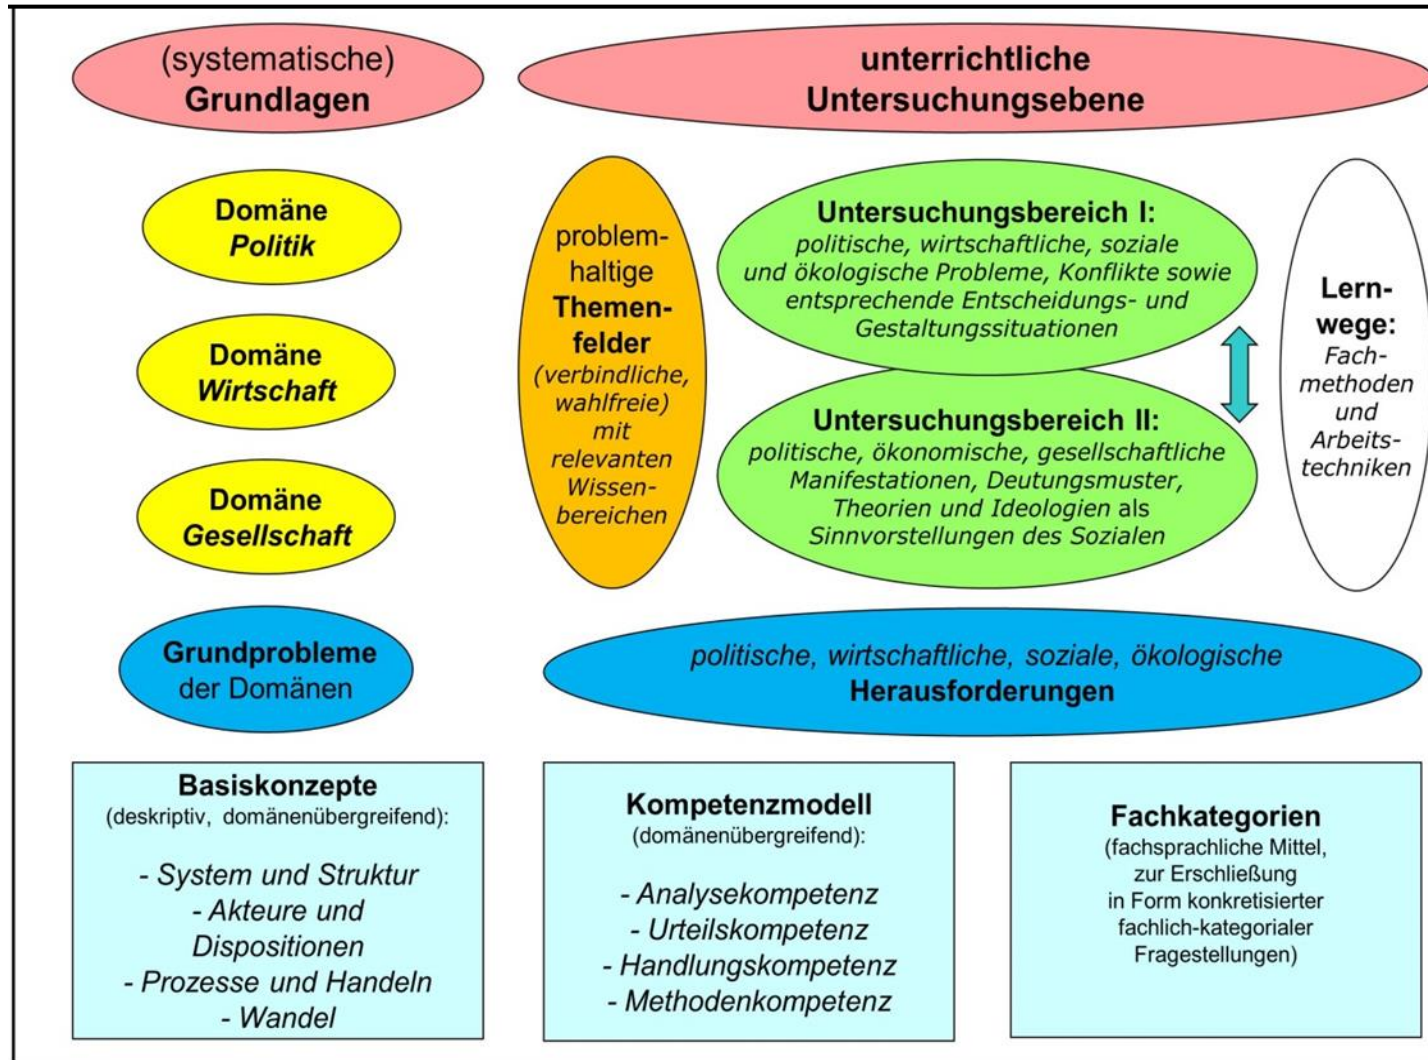 (systematische)
Grundlagen
unterrichtliche
Untersuchungsebene
Domäne
Politik
Domäne
Wirtschaft
Domäne
Gesellschaft
problem-
haltige
Themen-
felder
(verbindliche,
wahlfreie)
mit
relevanten
Wissen-
bereichen
Untersuchungsbereich I:
politische, wirtschaftliche, soziale
und ökologische Probleme, Konflikte sowie
entsprechende Entscheidungs- und
Gestaltungssituationen
Untersuchungsbereich II:
politische, ökonomische, gesellschaftliche
Manifestationen, Deutungsmuster,
Theorien und Ideologien als
Sinnvorstellungen des Sozialen
Lern-
wege:
Fach-
methoden
und
Arbeits-
techniken
Grundprobleme
der Domänen
politische, wirtschaftliche, soziale, ökologische
Herausforderungen
Basiskonzepte
(deskriptiv, domänenübergreifend):
- System und Struktur
- Akteure und
Dispositionen
- Prozesse und Handeln
- Wandel
Kompetenzmodell
(domänenübergreifend):
- Analysekompetenz
- Urteilskompetenz
- Handlungskompetenz
- Methodenkompetenz
Fachkategorien
(fachsprachliche Mittel,
zur Erschließung
in Form konkretisierter
fachlich-kategorialer
Fragestellungen)